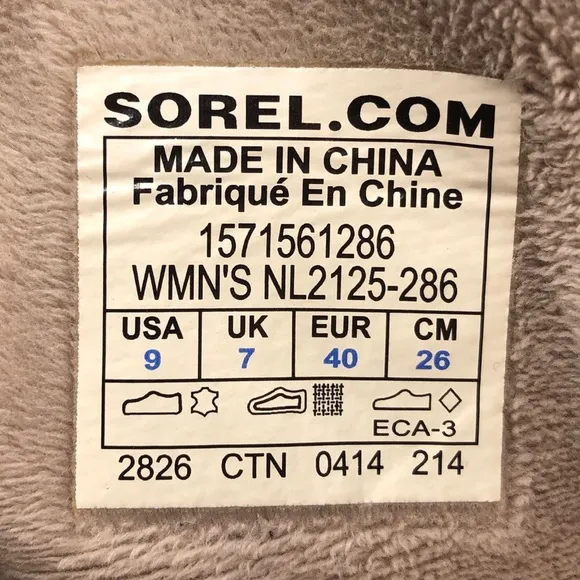 SOREL.COM
MADE IN CHINA
Fabriqué En Chine
1571561286
WMN'S NL2125-286
USA UK EUR CM
9 7 40 26
ECA-3
2826 CTN 0414 214